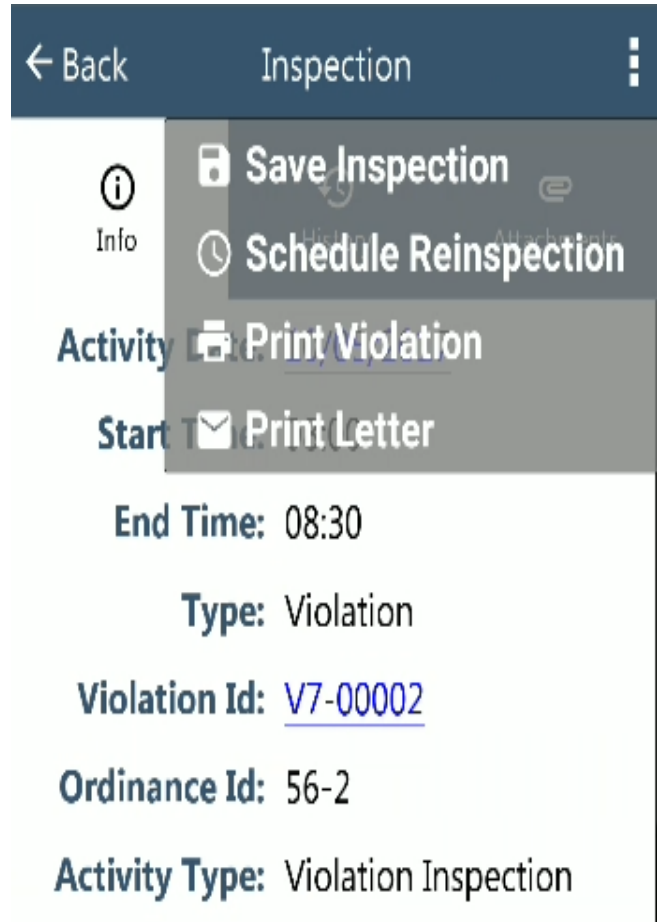 ← Back Inspection
Save Inspection
Info
Schedule Reinspection
Activity
Print Violation
Start
Print Letter
End Time: 08:30
Type: Violation
Violation Id: V7-00002
Ordinance Id: 56-2
Activity Type: Violation Inspection